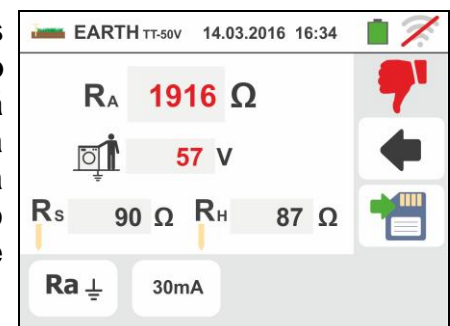 EARTH TT-50V 14.03.2016 16:34
RA 1916 Ω
57 V
RS 90 Ω RH 87 Ω
Ra 30mA